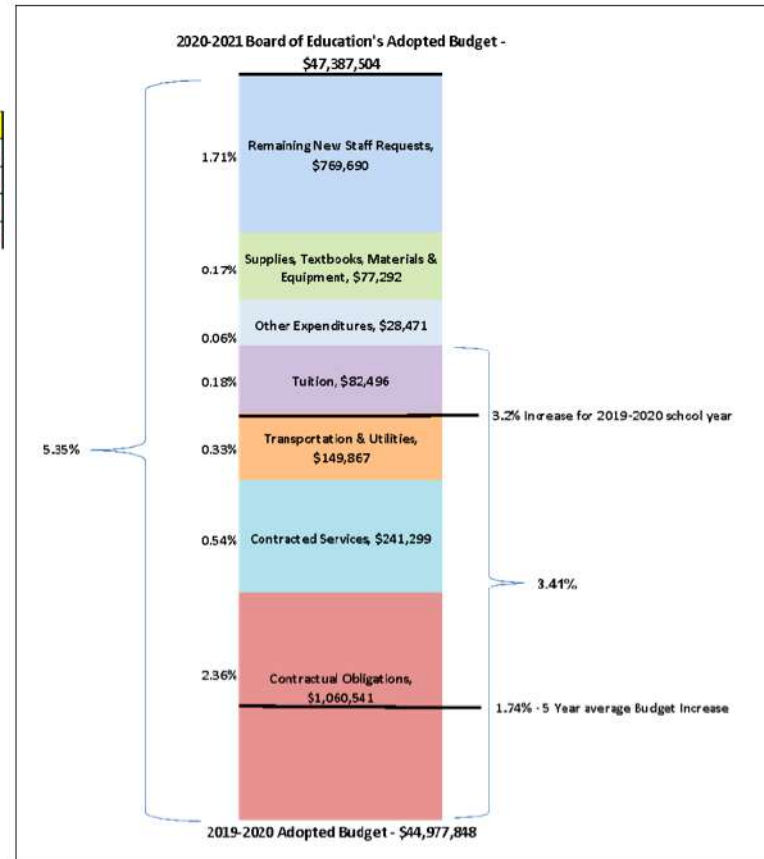 2020-2021 Board of Education's Adopted Budget -
$47,387,504
1.71%
Remaining New Staff Requests,
$769,690
0.17%
Supplies, Textbooks, Materials &
Equipment, $77,292
0.06%
Other Expenditures, $28,471
0.18%
Tuition, $82,496
3.2% Increase for 2019-2020 school year
5.35%
0.33%
Transportation & Utilities,
$149,867
0.54%
Contracted Services, $241,299
3.41%
2.36%
Contractual Obligations,
$1,060,541
1.74% - 5 Year average Budget Increase
2019-2020 Adopted Budget - $44,977,848